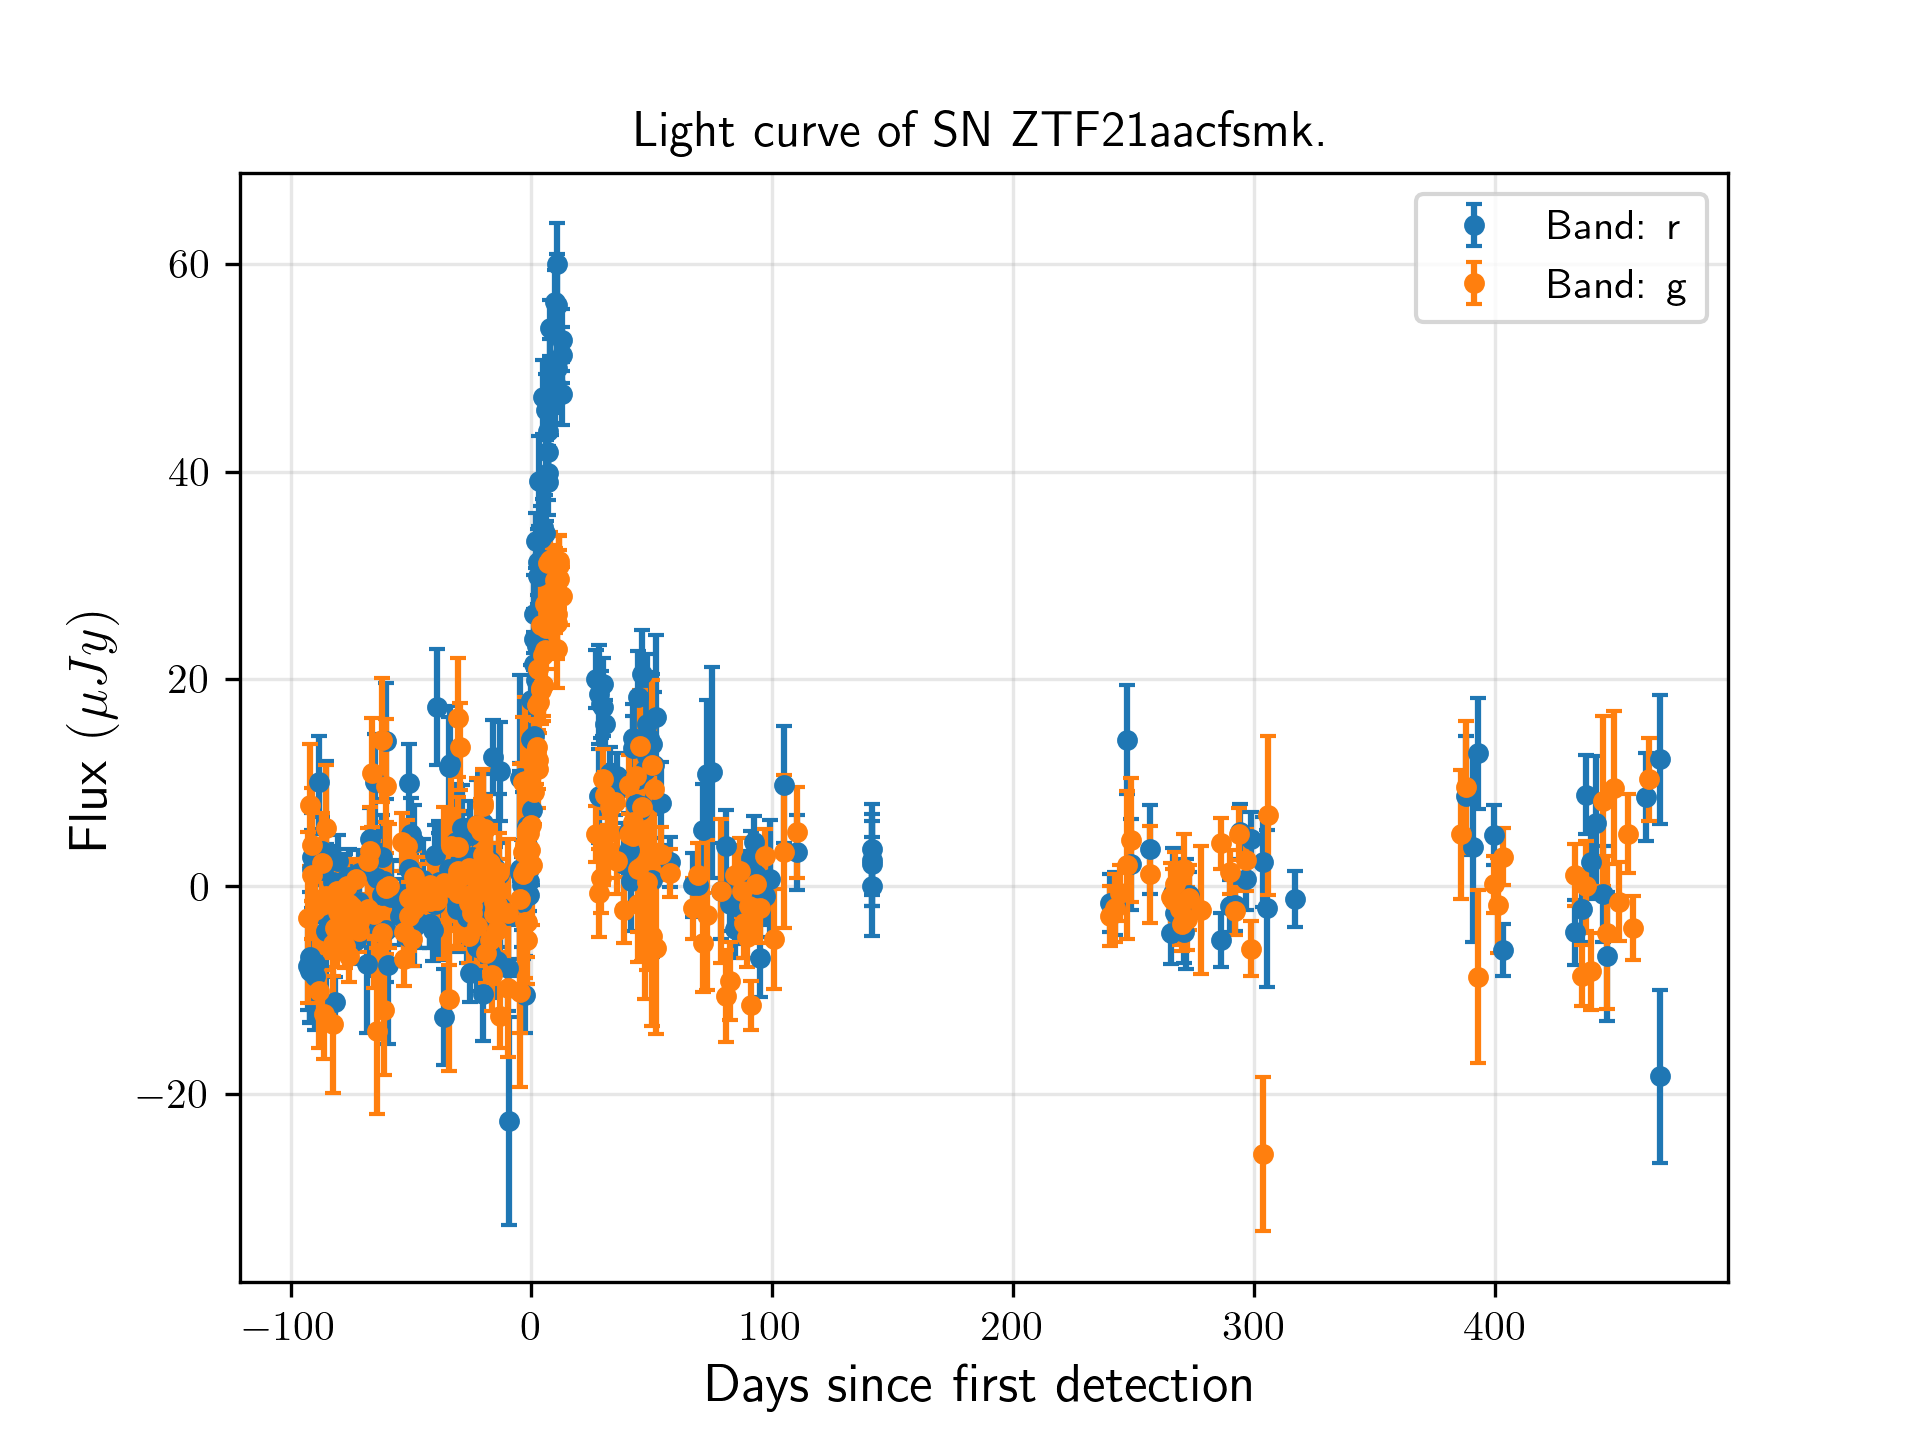 Light curve of SN ZTF21aacfsmk.
Band: r
Band: g
60
40
20
0
−20
Flux (μJy)
−100
0
100
200
300
400
Days since first detection